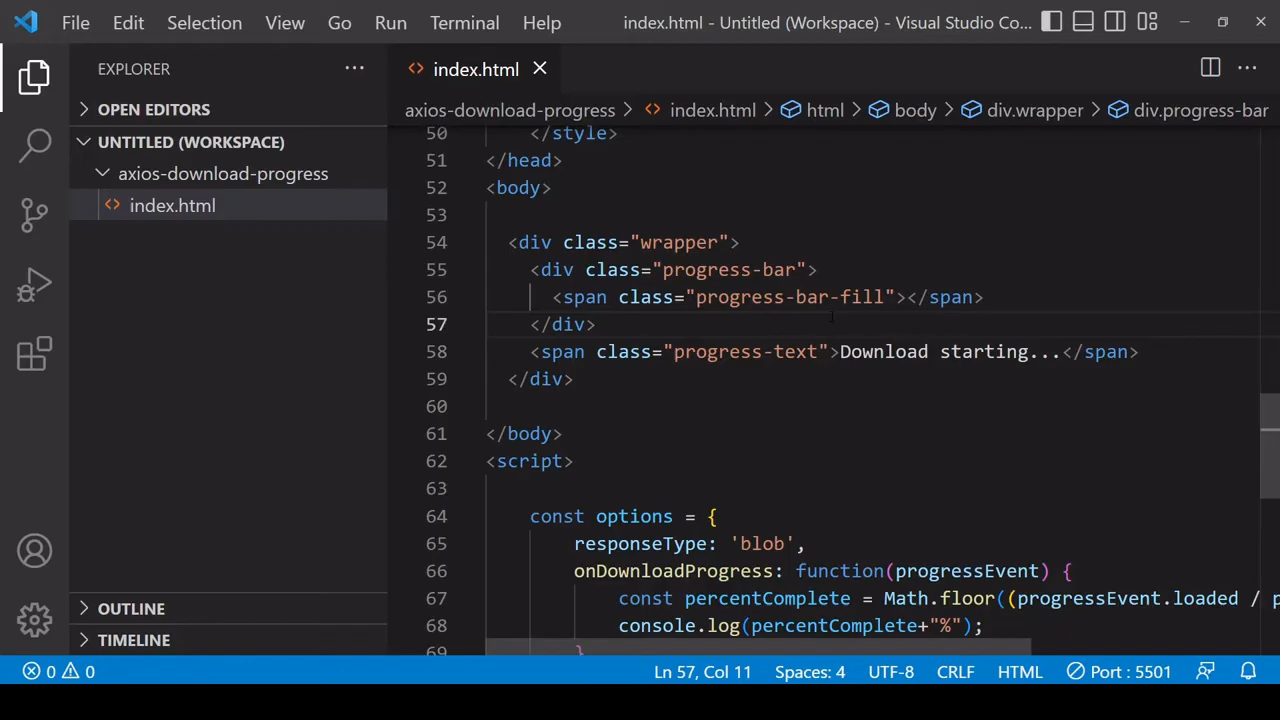 File Edit Selection View Go Run Terminal Help index.html - Untitled (Workspace) - Visual Studio Co...
EXPLORER
OPEN EDITORS
UNTITLED (WORKSPACE)
axios-download-progress
index.html
OUTLINE
TIMELINE
index.html
axios-download-progress > index.html > html > body > div.wrapper > div.progress-bar
50 </style>
51 </head>
52 <body>
53
54 <div class="wrapper">
55 <div class="progress-bar">
56 <span class="progress-bar-fill"></span>
57 </div>
58 <span class="progress-text">Download starting...</span>
59 </div>
60
61 </body>
62 <script>
63
64 const options = {
65 responseType: 'blob',
66 onDownloadProgress: function(progressEvent) {
67 const percentComplete = Math.floor((progressEvent.loaded / p
68 console.log(percentComplete+"%");
69 }
0 0 Ln 57, Col 11 Spaces: 4 UTF-8 CRLF HTML Port : 5501